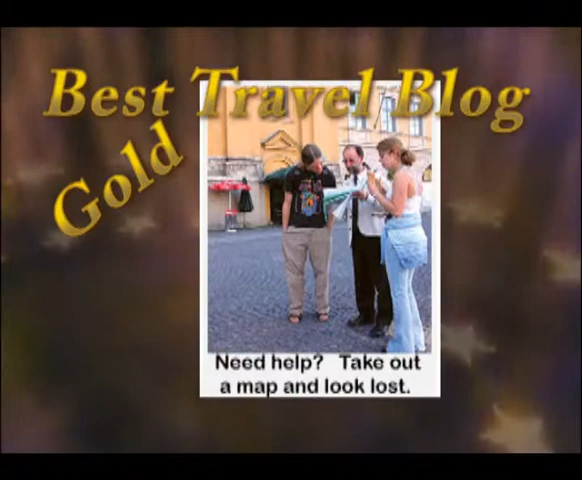 Best Travel Blog
Gold
Need help? Take out
a map and look lost.